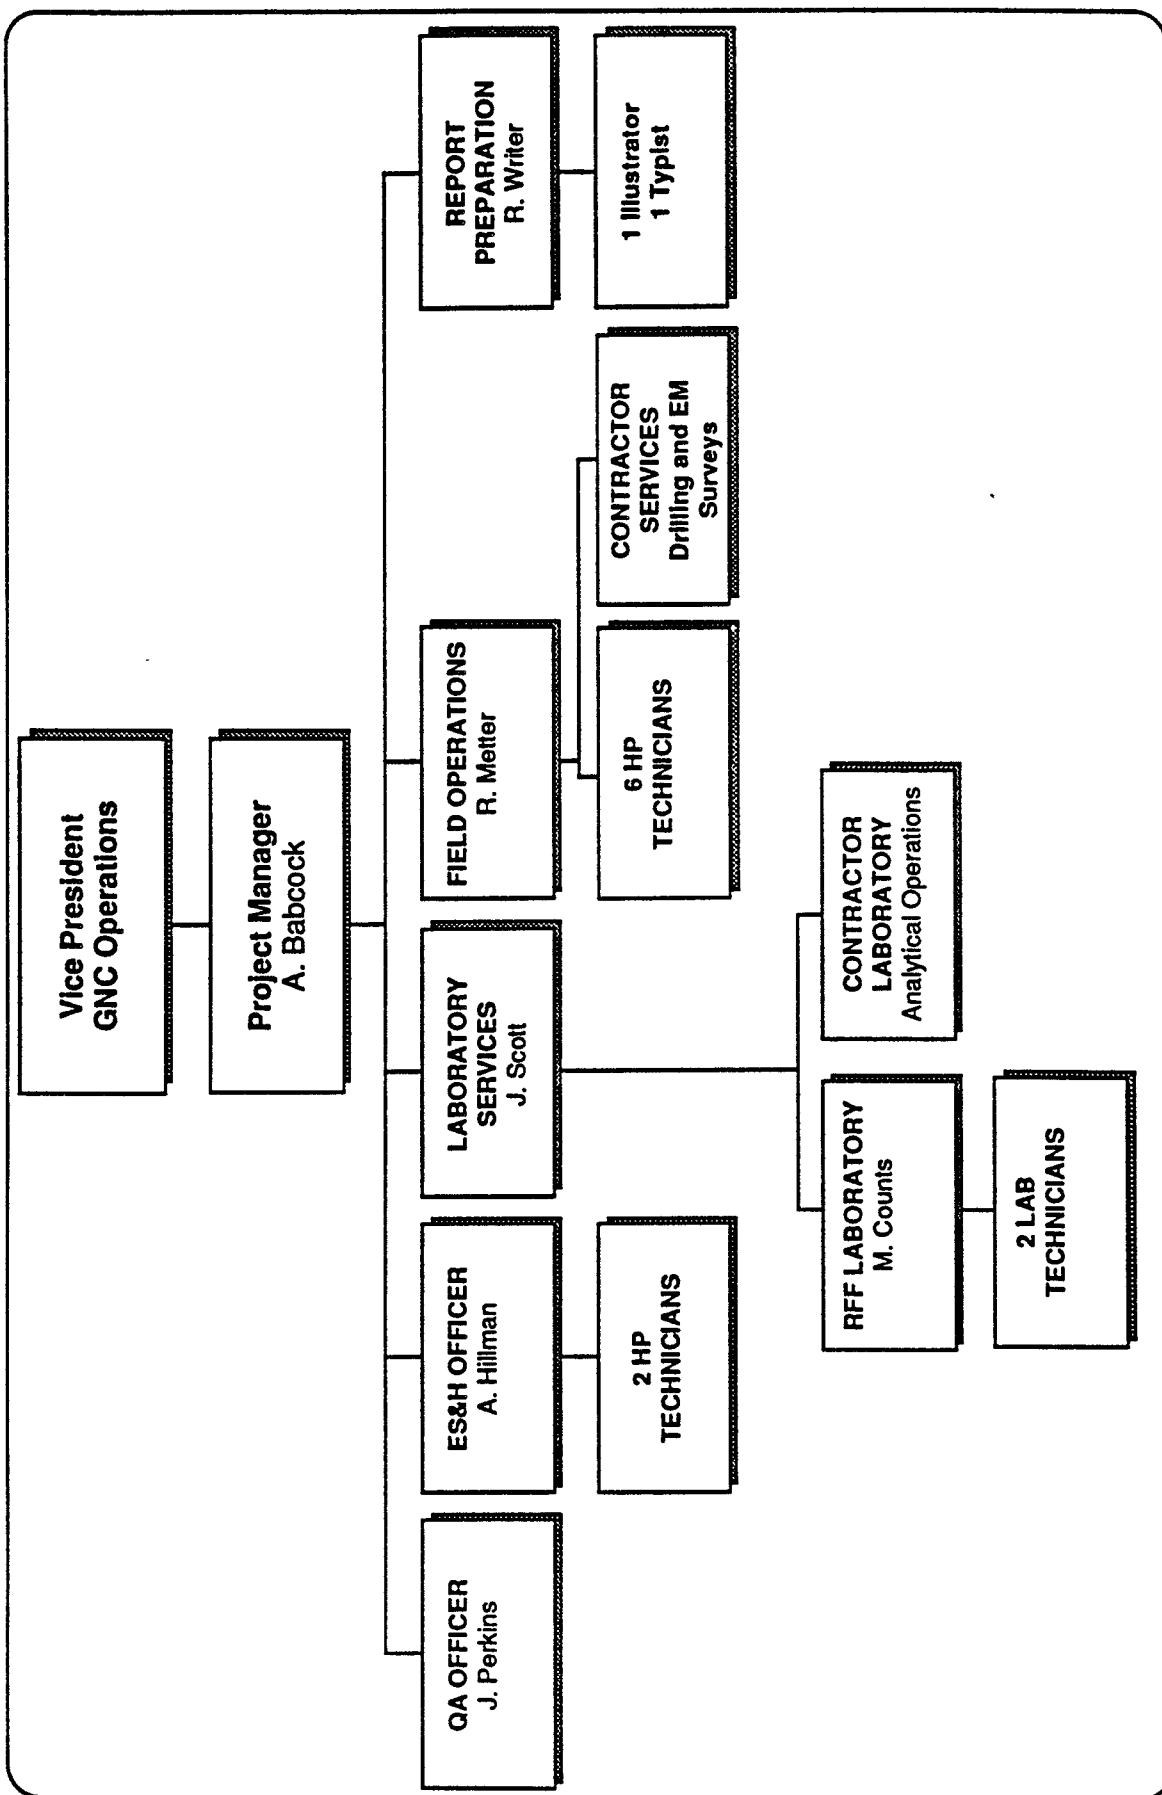 Vice President
GNC Operations
Project Manager
A. Babcock
QA OFFICER
J. Perkins
ES&H OFFICER
A. Hillman
LABORATORY
SERVICES
J. Scott
FIELD OPERATIONS
R. Metter
REPORT
PREPARATION
R. Writer
2 HP
TECHNICIANS
6 HP
TECHNICIANS
CONTRACTOR
SERVICES
Drilling and EM
Surveys
1 Illustrator
1 Typist
RFF LABORATORY
M. Counts
CONTRACTOR
LABORATORY
Analytical Operations
2 LAB
TECHNICIANS